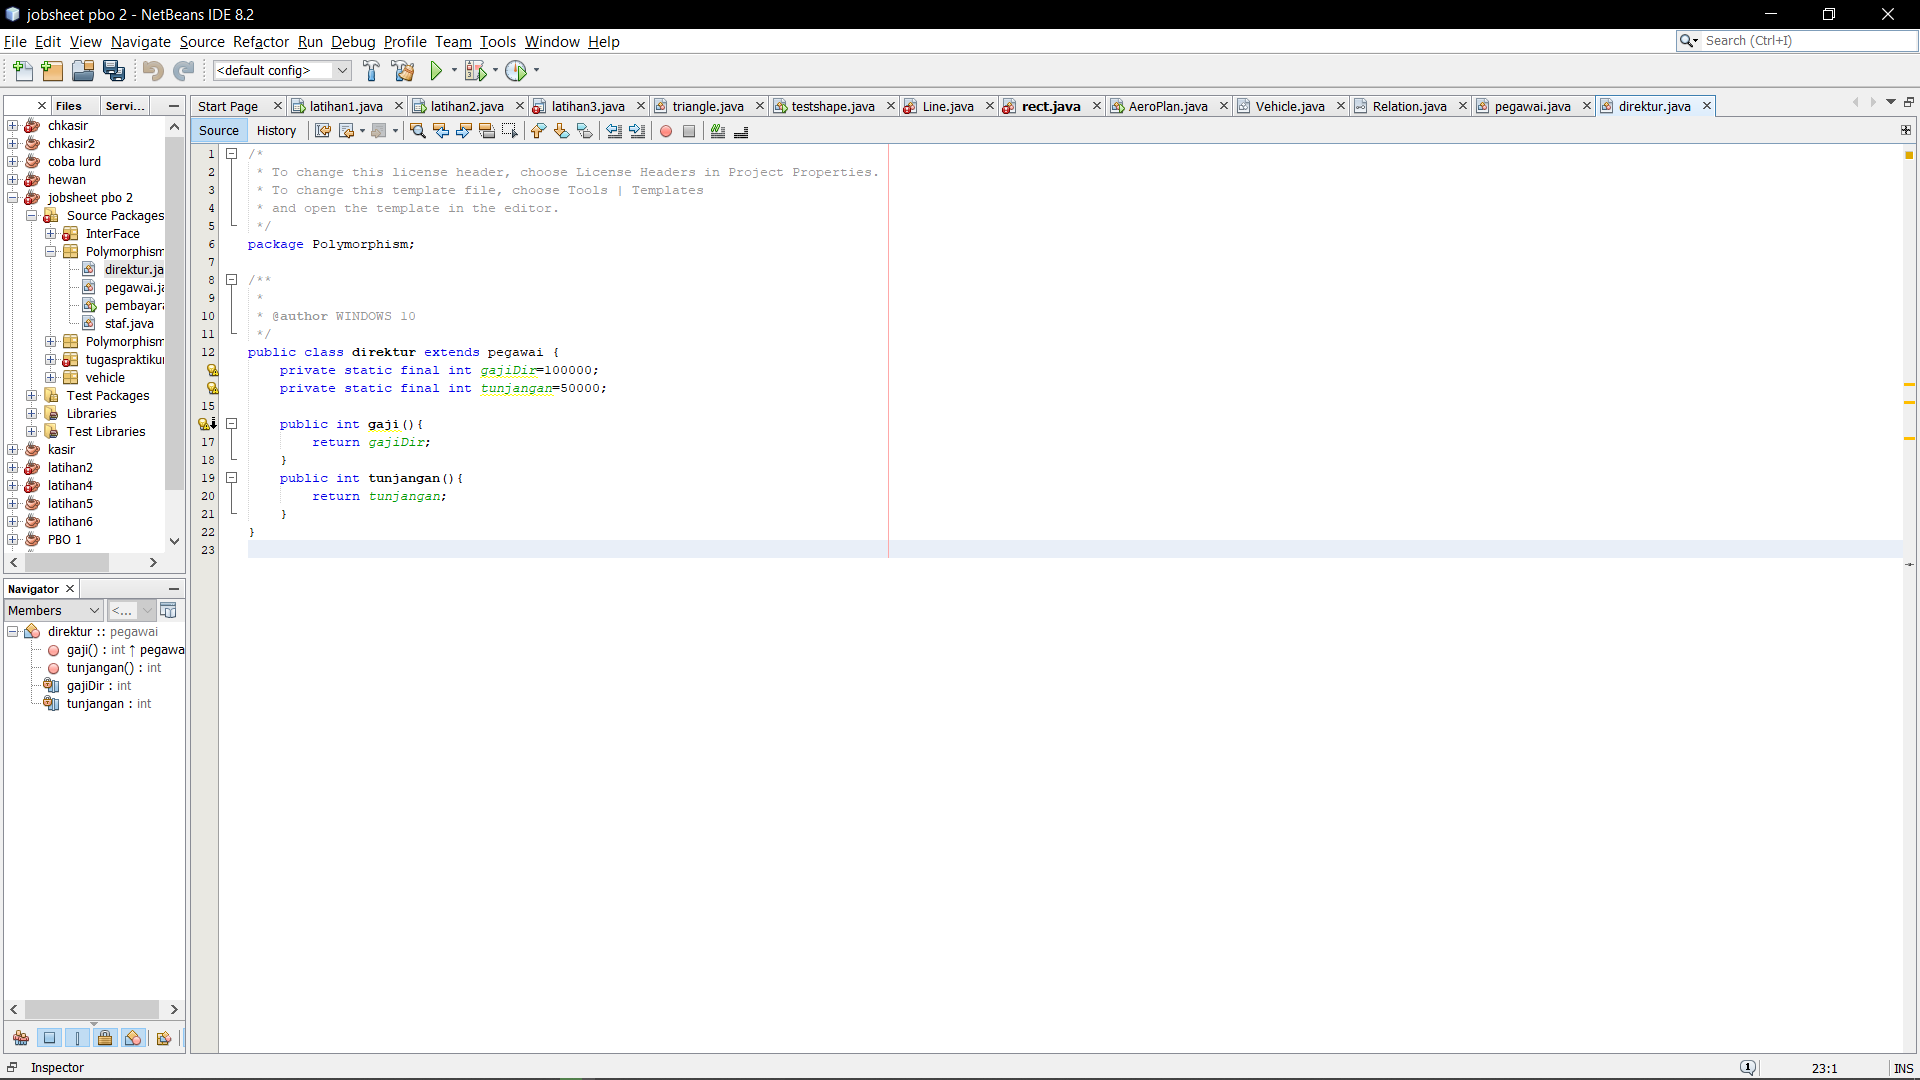 jobsheet pbo 2 - NetBeans IDE 8.2
File Edit View Navigate Source Refactor Run Debug Profile Team Tools Window Help
Search (Ctrl+I)
<default config>
Files Servi...
Start Page latihan1.java latihan2.java latihan3.java triangle.java testshape.java Line.java rect.java AeroPlan.java Vehicle.java Relation.java pegawai.java direktur.java
Source History
chkasir
chkasir2
coba lurd
hewan
jobsheet pbo 2
Source Packages
InterFace
Polymorphism
direktur.ja
pegawai.ja
pembayara
staf.java
Polymorphism
tugaspraktikur
vehicle
Test Packages
Libraries
Test Libraries
kasir
latihan2
latihan4
latihan5
latihan6
PBO 1
1 /*
2 * To change this license header, choose License Headers in Project Properties.
3 * To change this template file, choose Tools | Templates
4 * and open the template in the editor.
5 */
6 package Polymorphism;
7
8 /**
9 *
10 * @author WINDOWS 10
11 */
12 public class direktur extends pegawai {
private static final int gajiDir=100000;
private static final int tunjangan=50000;
15
public int gaji(){
17 return gajiDir;
18 }
19 public int tunjangan(){
20 return tunjangan;
21 }
22 }
23
Navigator
Members <...
direktur :: pegawai
gaji() : int ↑ pegawa
tunjangan() : int
gajiDir : int
tunjangan : int
Inspector
1
23:1 INS